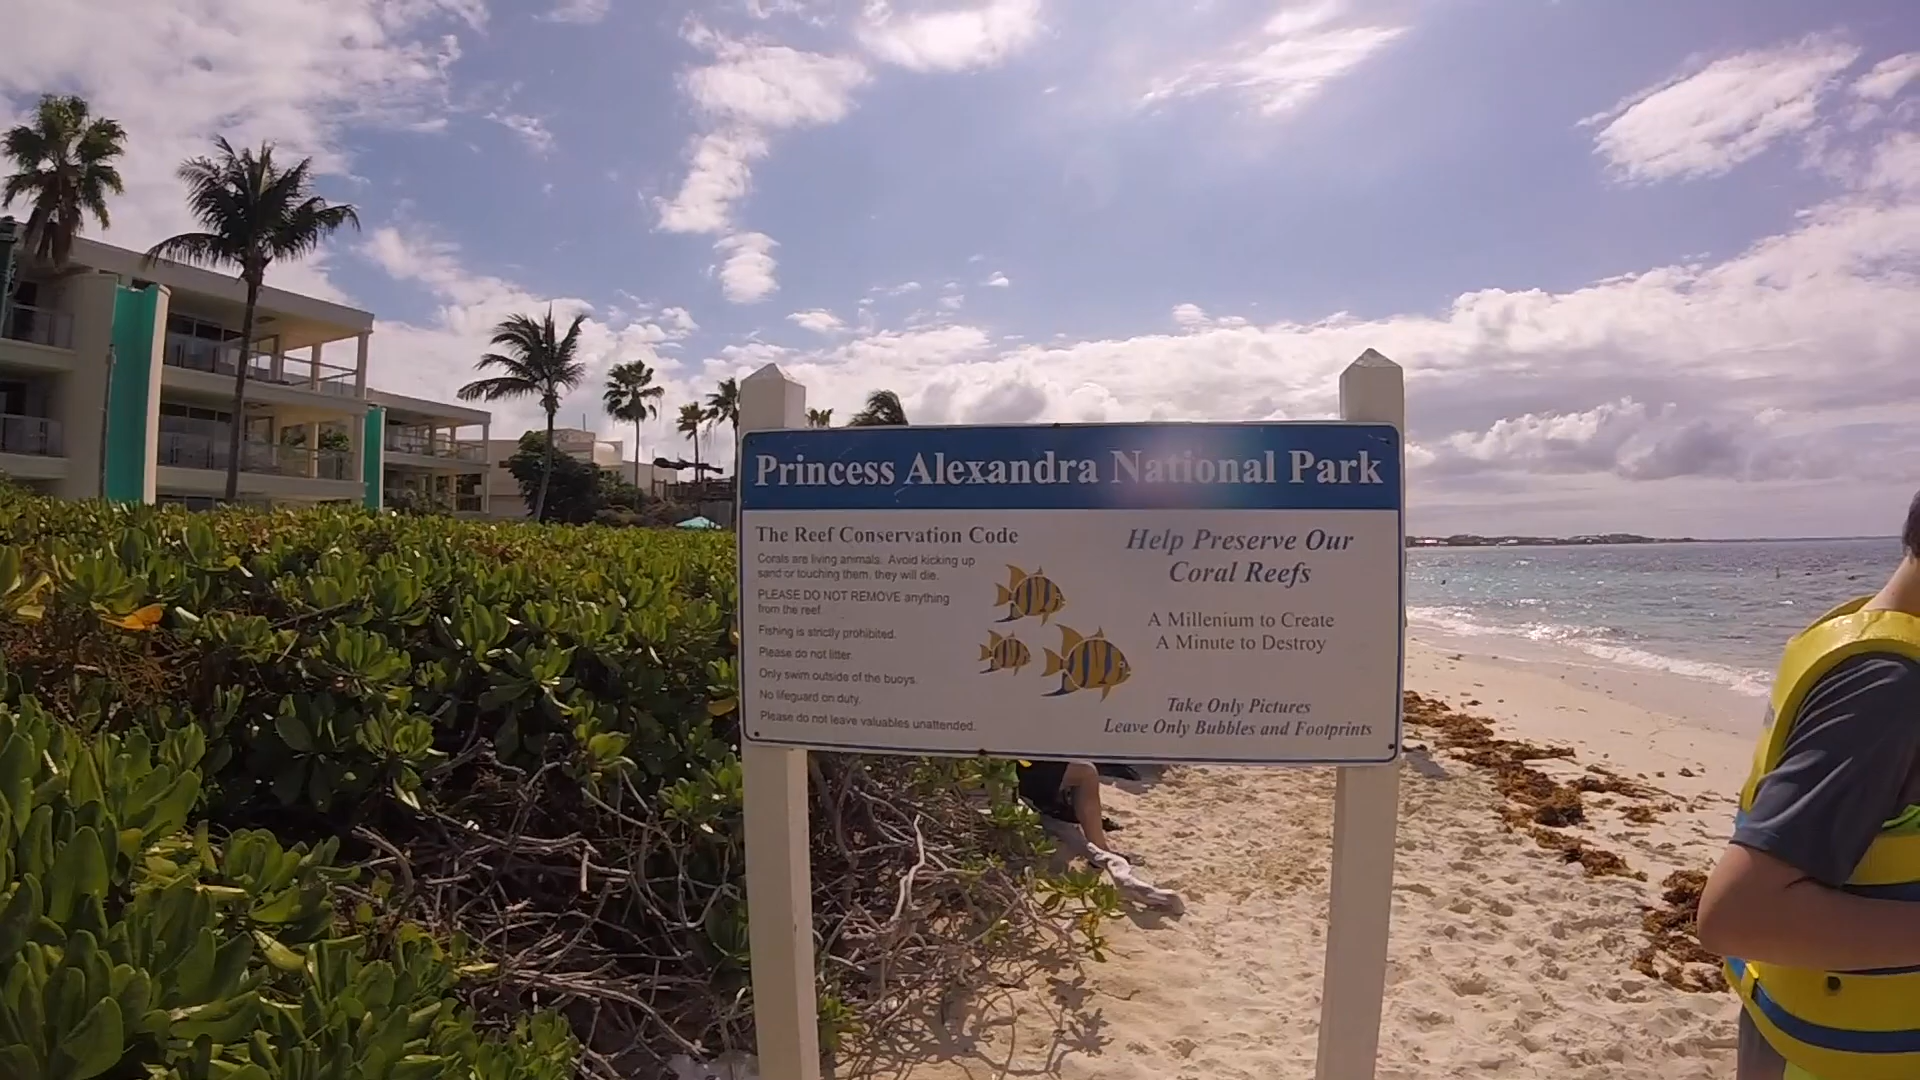 Princess Alexandra National Park
The Reef Conservation Code
Corals are living animals. Avoid kicking up
sand or touching them, they will die.
PLEASE DO NOT REMOVE anything
from the reef.
Fishing is strictly prohibited.
Please do not litter.
Only swim outside of the buoys.
No lifeguard on duty.
Please do not leave valuables unattended.
Help Preserve Our
Coral Reefs
A Millenium to Create
A Minute to Destroy
Take Only Pictures
Leave Only Bubbles and Footprints